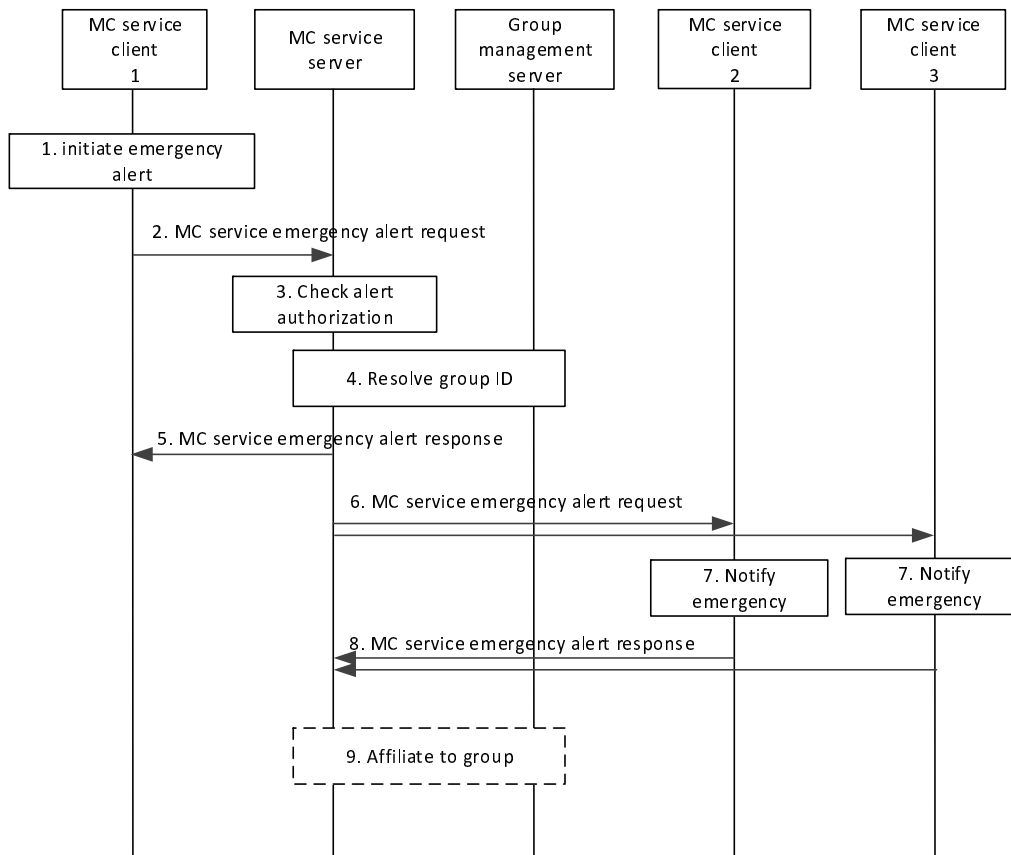 MC service
client
1
MC service
server
Group
management
server
MC service
client
2
MC service
client
3
1. initiate emergency
alert
2. MC service emergency alert request
3. Check alert
authorization
4. Resolve group ID
5. MC service emergency alert response
6. MC service emergency alert request
7. Notify
emergency
7. Notify
emergency
8. MC service emergency alert response
9. Affiliate to group